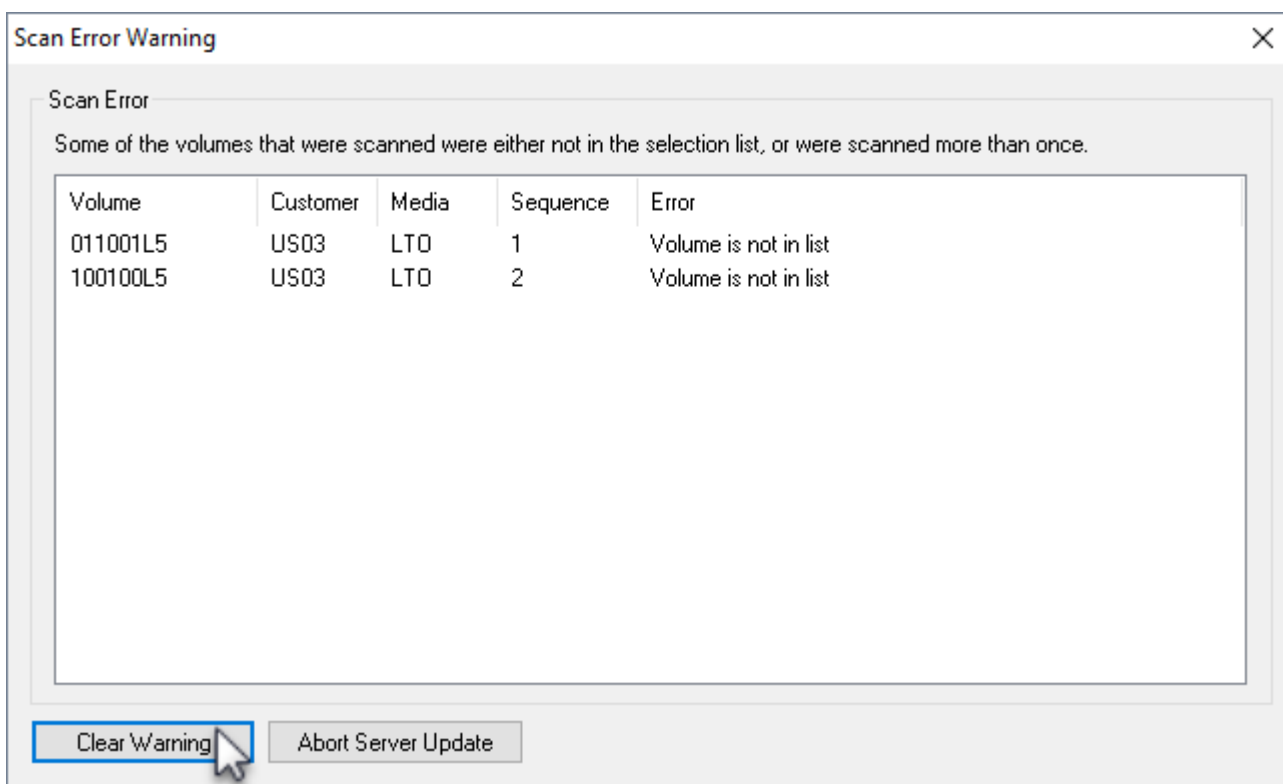 Scan Error Warning
Scan Error
Some of the volumes that were scanned were either not in the selection list, or were scanned more than once.
Volume Customer Media Sequence Error
011001L5 US03 LTO 1 Volume is not in list
100100L5 US03 LTO 2 Volume is not in list
Clear Warning Abort Server Update